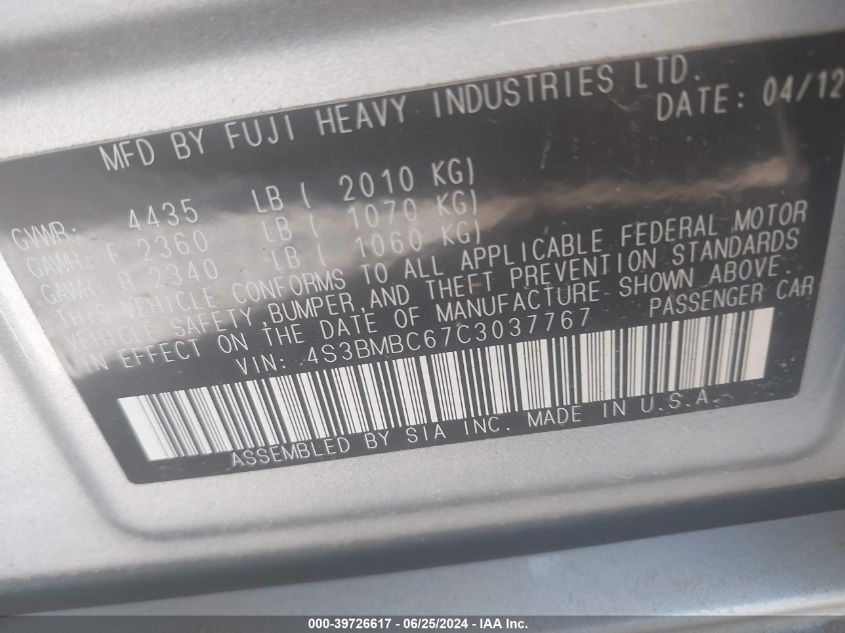 MFD BY FUJI HEAVY INDUSTRIES LTD.
DATE: 04/12
GVWR: 4435 LB ( 2010 KG)
GAWR: F 2360 LB ( 1070 KG)
GAWR: R 2340 LB ( 1060 KG)
THIS VEHICLE CONFORMS TO ALL APPLICABLE FEDERAL MOTOR
VEHICLE SAFETY, BUMPER, AND THEFT PREVENTION STANDARDS
IN EFFECT ON THE DATE OF MANUFACTURE SHOWN ABOVE.
VIN: 4S3BMBC67C3037767 PASSENGER CAR
ASSEMBLED BY SIA INC. MADE IN U.S.A.
000-39726617 - 06/25/2024 - IAA Inc.